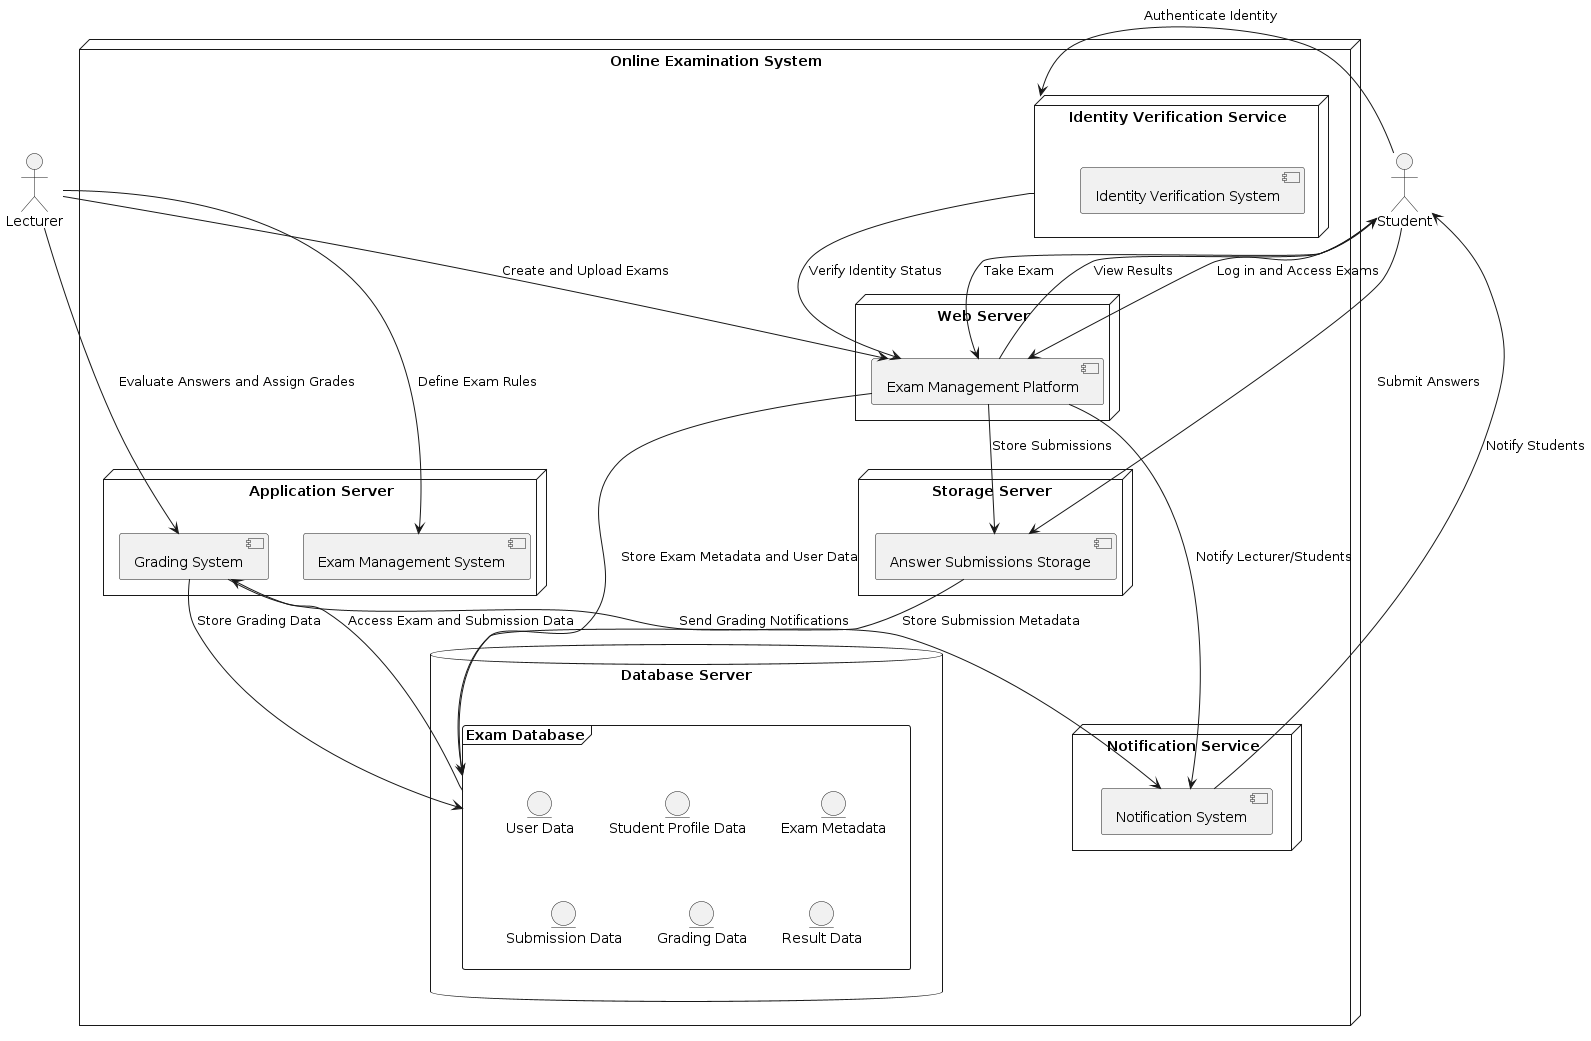 Authenticate Identity
Online Examination System
Identity Verification Service
Identity Verification System
Lecturer
Student
Create and Upload Exams
Verify Identity Status
Take Exam
View Results
Log in and Access Exams
Web Server
Exam Management Platform
Evaluate Answers and Assign Grades
Define Exam Rules
Submit Answers
Store Submissions
Notify Students
Application Server
Storage Server
Grading System
Exam Management System
Answer Submissions Storage
Store Exam Metadata and User Data
Notify Lecturer/Students
Store Grading Data
Access Exam and Submission Data
Send Grading Notifications
Store Submission Metadata
Database Server
Exam Database
Notification Service
Notification System
User Data
Student Profile Data
Exam Metadata
Submission Data
Grading Data
Result Data